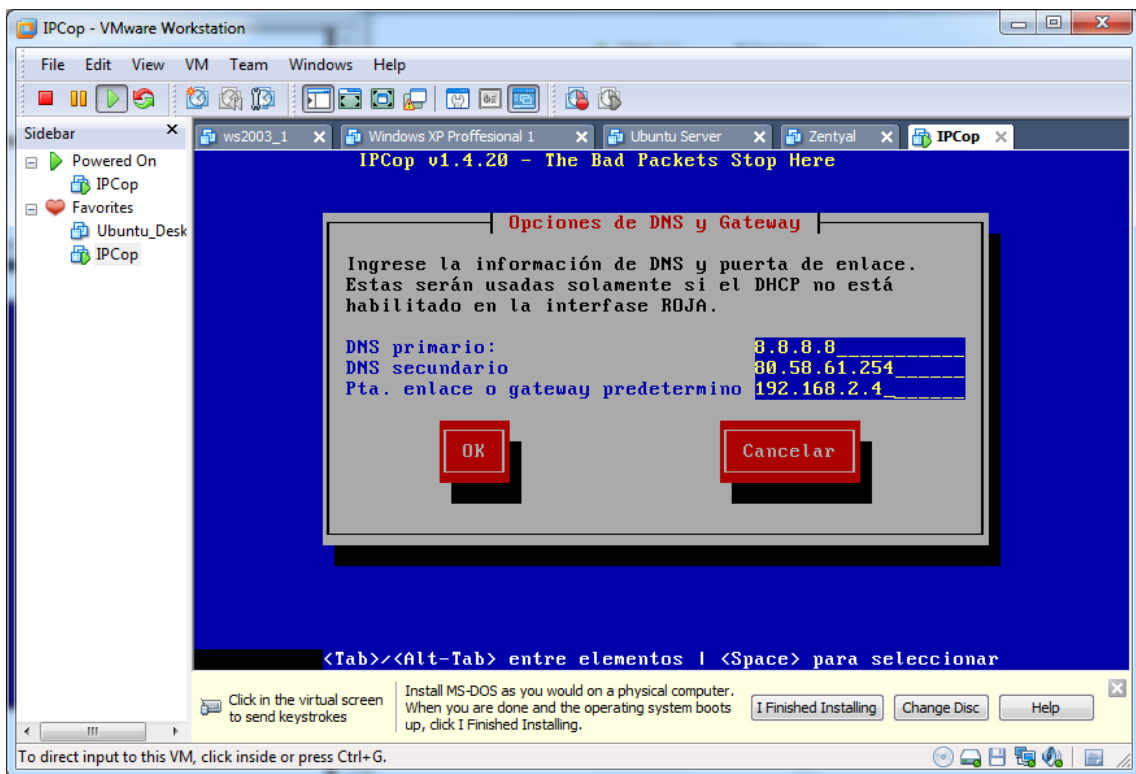 IPCop - VMware Workstation
File Edit View VM Team Windows Help
Sidebar x
ws2003_1 x Windows XP Proffesional 1 x Ubuntu Server x Zentyal x IPCop x
Powered On
IPCop
Favorites
Ubuntu_Desk
IPCop
IPCop v1.4.20 - The Bad Packets Stop Here
Opciones de DNS y Gateway
Ingrese la información de DNS y puerta de enlace.
Estas serán usadas solamente si el DHCP no está
habilitado en la interfase ROJA.
DNS primario: 8.8.8.8
DNS secundario 80.58.61.254
Pta. enlace o gateway predetermino 192.168.2.4
OK Cancelar
<Tab>/<Alt-Tab> entre elementos | <Space> para seleccionar
Click in the virtual screen
to send keystrokes
Install MS-DOS as you would on a physical computer.
When you are done and the operating system boots
up, click I Finished Installing.
I Finished Installing Change Disc Help
To direct input to this VM, click inside or press Ctrl+G.